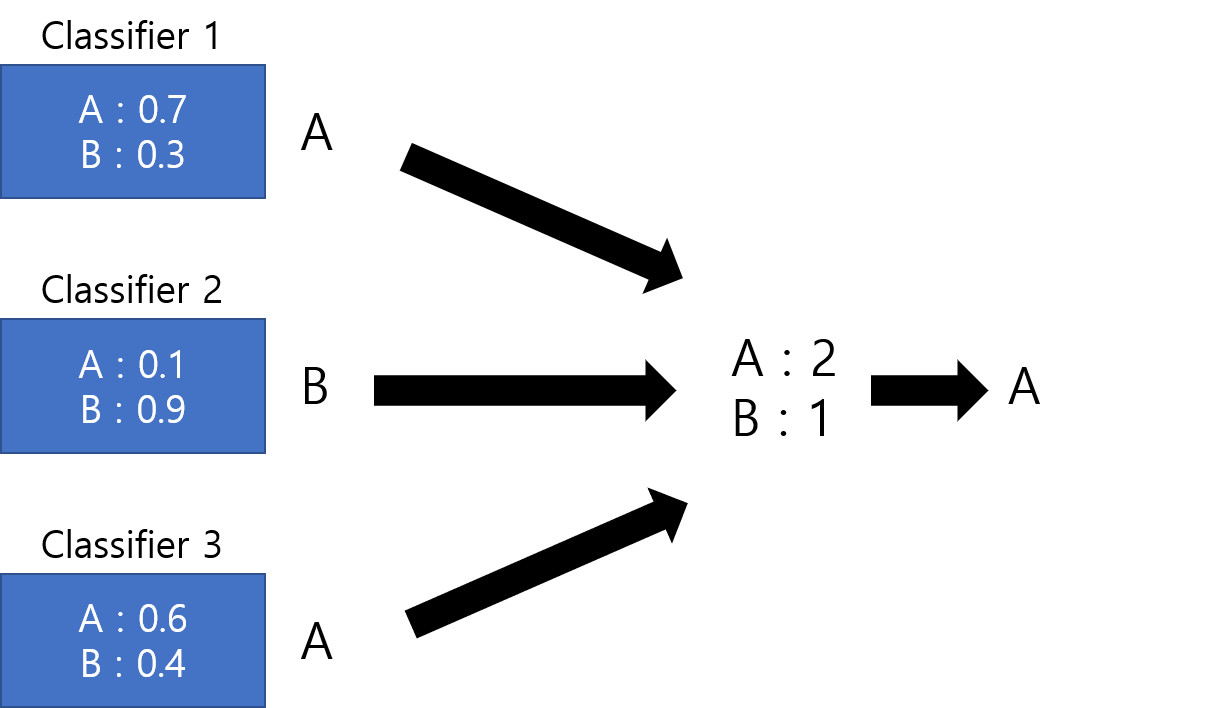 Classifier 1
A : 0.7
B : 0.3
A
Classifier 2
A : 0.1
B : 0.9
B
Classifier 3
A : 0.6
B : 0.4
A
A : 2
B : 1
A